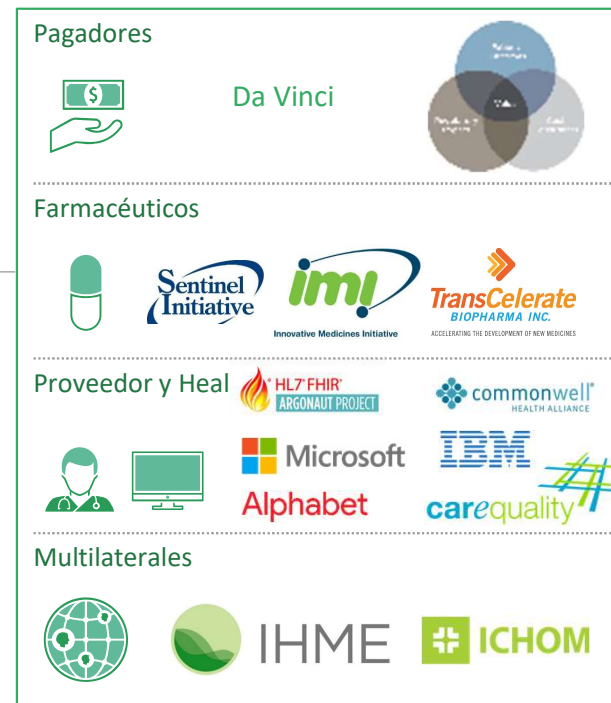 Pagadores
$
Da Vinci
Value
Farmacéuticos
Sentinel
Initiative
imi
Innovative Medicines Initiative
TransCelerate
BIOPHARMA INC.
ACCELERATING THE DEVELOPMENT OF NEW MEDICINES
Proveedor y Heal
HL7® FHIR®
ARGONAUT PROJECT
commonwell®
HEALTH ALLIANCE
Microsoft
IBM
Alphabet
carequality
Multilaterales
IHME
ICHOM